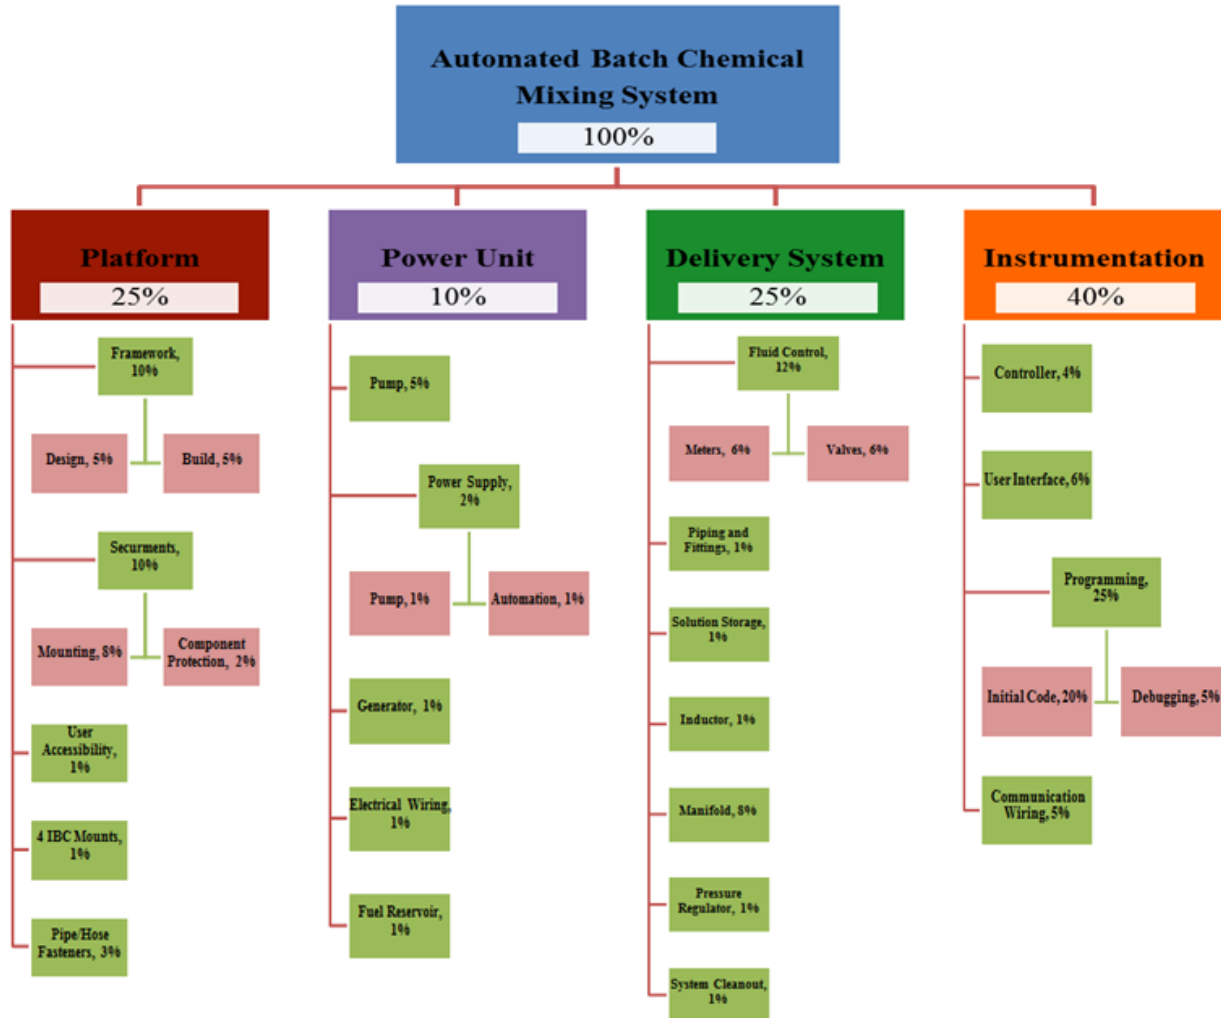 Automated Batch Chemical
Mixing System
100%
Platform
25%
Power Unit
10%
Delivery System
25%
Instrumentation
40%
Framework,
10%
Design, 5%
Build, 5%
Securments,
10%
Mounting, 8%
Component
Protection, 2%
User
Accessibility,
1%
4 IBC Mounts,
1%
Pipe/Hose
Fasteners, 3%
Pump, 5%
Power Supply,
2%
Pump, 1%
Automation, 1%
Generator, 1%
Electrical Wiring,
1%
Fuel Reservoir,
1%
Fluid Control,
12%
Meters, 6%
Valves, 6%
Piping and
Fittings, 1%
Solution Storage,
1%
Inductor, 1%
Manifold, 8%
Pressure
Regulator, 1%
System Cleanout,
1%
Controller, 4%
User Interface, 6%
Programming,
25%
Initial Code, 20%
Debugging, 5%
Communication
Wiring, 5%